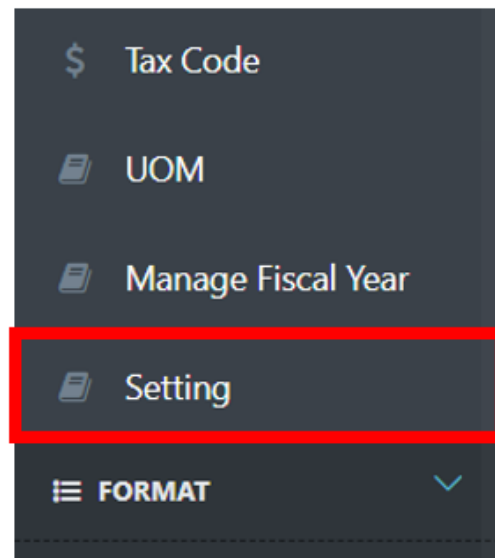 Tax Code
UOM
Manage Fiscal Year
Setting
FORMAT